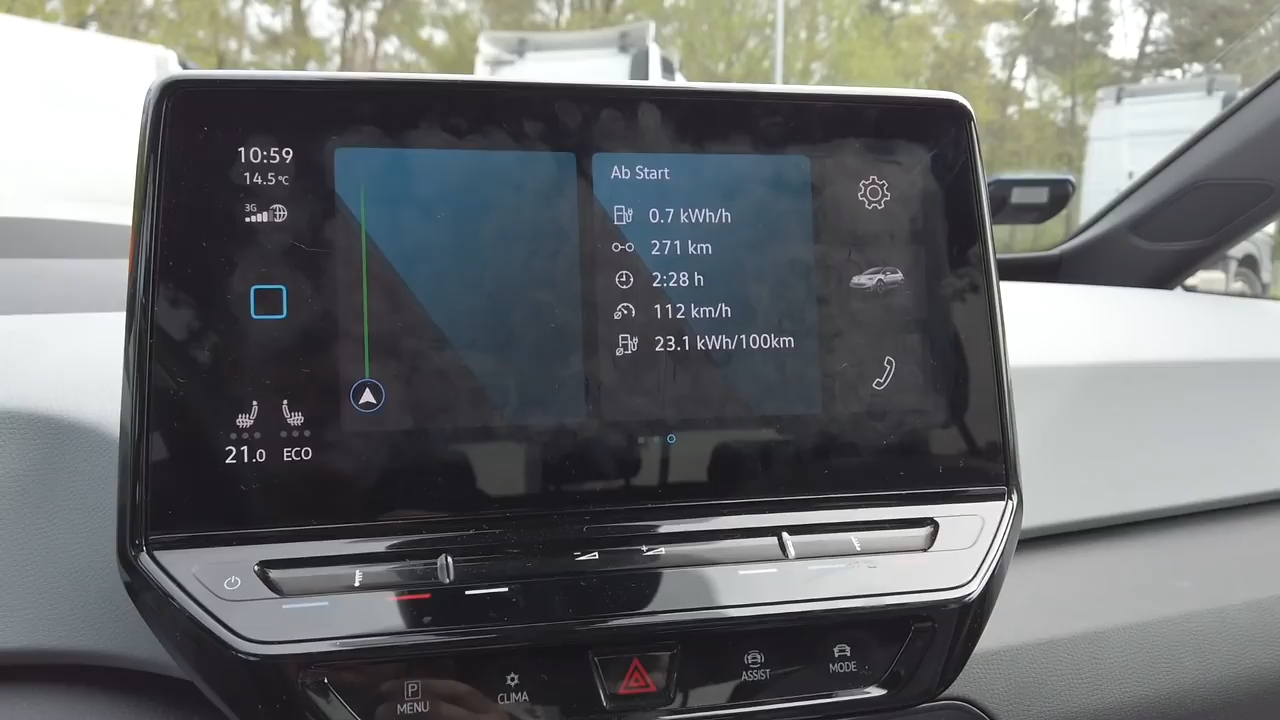 10:59
14.5°C
3G
21.0 ECO
Ab Start
0.7 kWh/h
271 km
2:28 h
112 km/h
23.1 kWh/100km
P
MENU
CLIMA
ASSIST
MODE